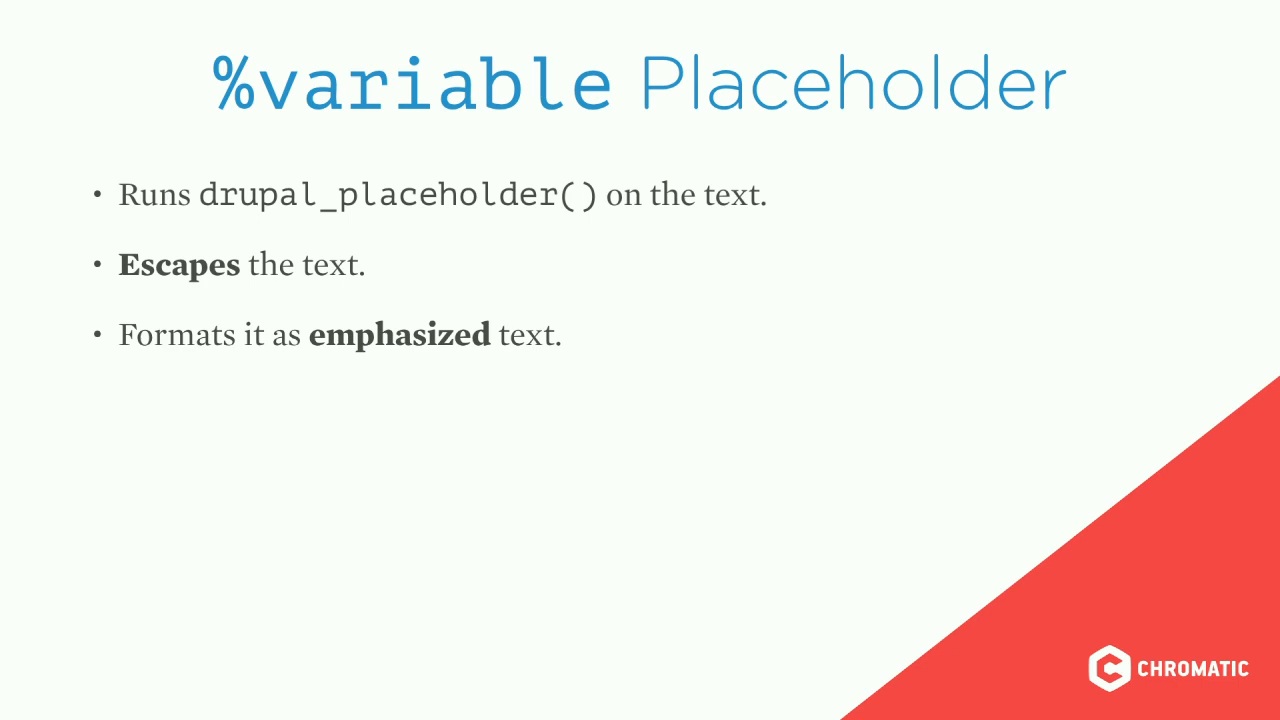 %variable Placeholder
• Runs drupal_placeholder() on the text.
• Escapes the text.
• Formats it as emphasized text.
CHROMATIC